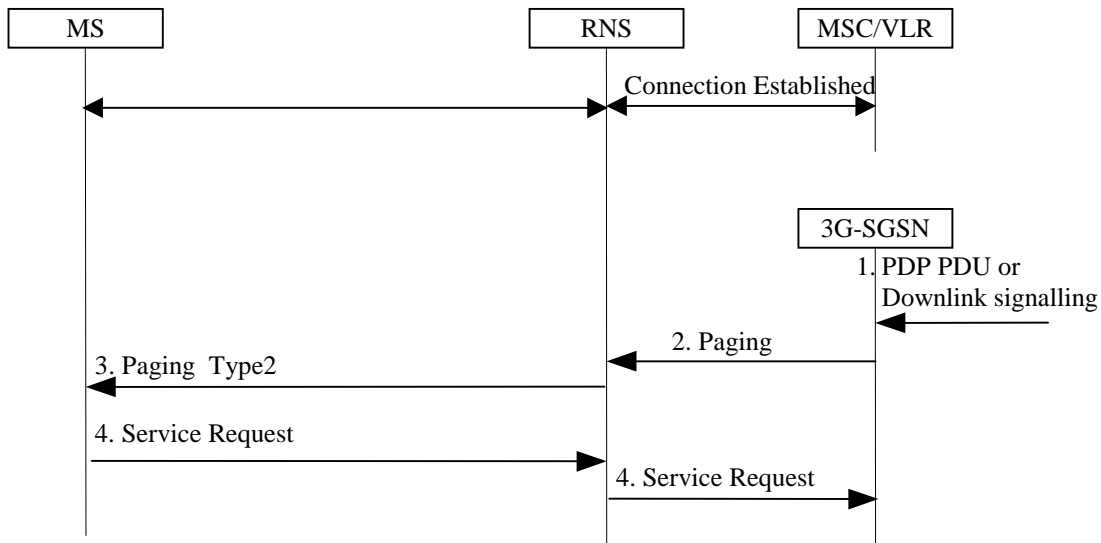 MS
RNS
MSC/VLR
Connection Established
3G-SGSN
1. PDP PDU or
Downlink signalling
2. Paging
3. Paging Type2
4. Service Request
4. Service Request